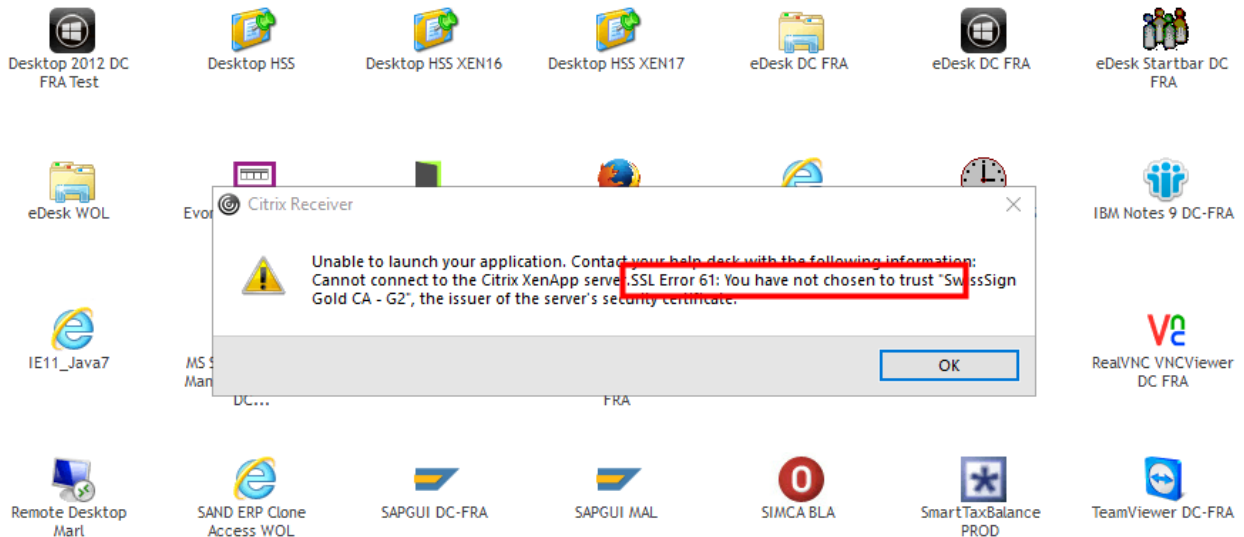 Desktop 2012 DC
FRA Test
Desktop HSS
Desktop HSS XEN16
Desktop HSS XEN17
eDesk DC FRA
eDesk DC FRA
eDesk Startbar DC
FRA
eDesk WOL
IBM Notes 9 DC-FRA
Citrix Receiver
Unable to launch your application. Contact your help desk with the following information:
Cannot connect to the Citrix XenApp server.SSL Error 61: You have not chosen to trust "SwissSign
Gold CA - G2", the issuer of the server's security certificate.
OK
IE11_Java7
MS
Man
DC...
FRA
RealVNC VNCViewer
DC FRA
Remote Desktop
Marl
SAND ERP Clone
Access WOL
SAPGUI DC-FRA
SAPGUI MAL
SIMCA BLA
SmartTaxBalance
PROD
TeamViewer DC-FRA